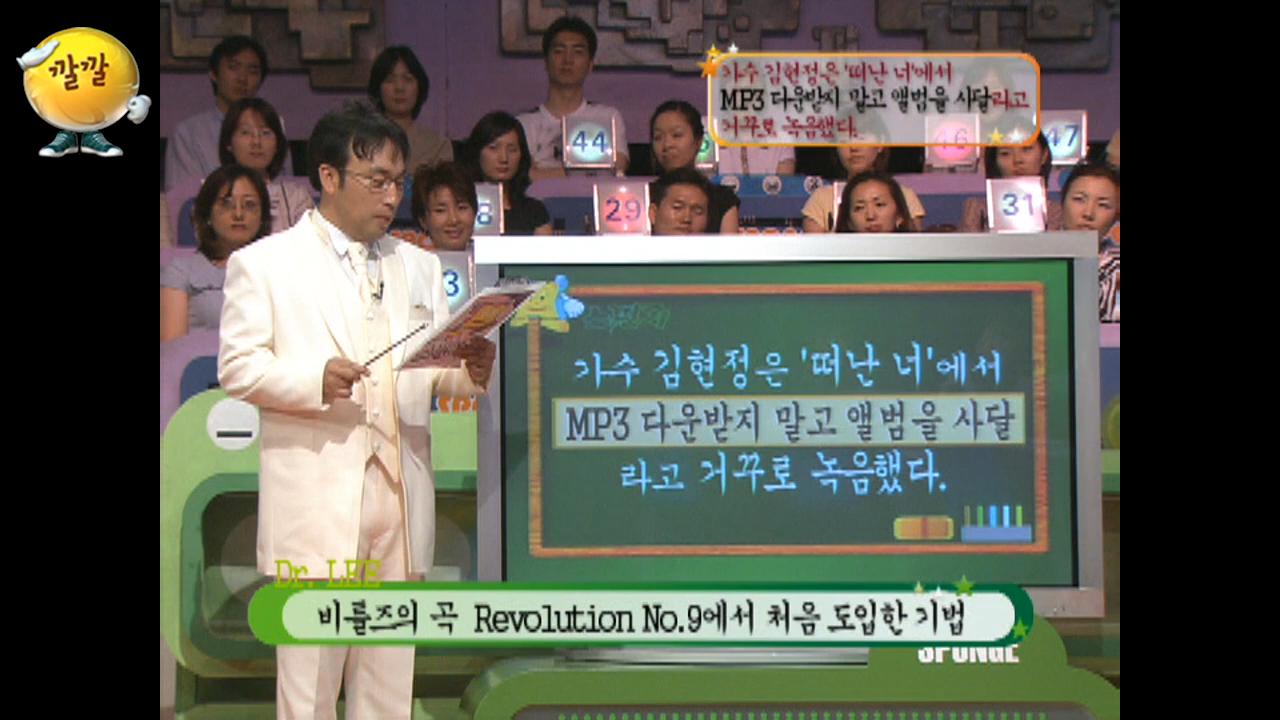 깔깔
가수 김현정은 '떠난 너'에서
MP3 다운받지 말고 앨범을 사달라고
거꾸로 녹음했다.
44
46
47
29
31
8
3
가수 김현정은 '떠난 너'에서
MP3 다운받지 말고 앨범을 사달
라고 거꾸로 녹음했다.
Dr. LEE
비틀즈의 곡 Revolution No.9에서 처음 도입한 기법
SPONGE